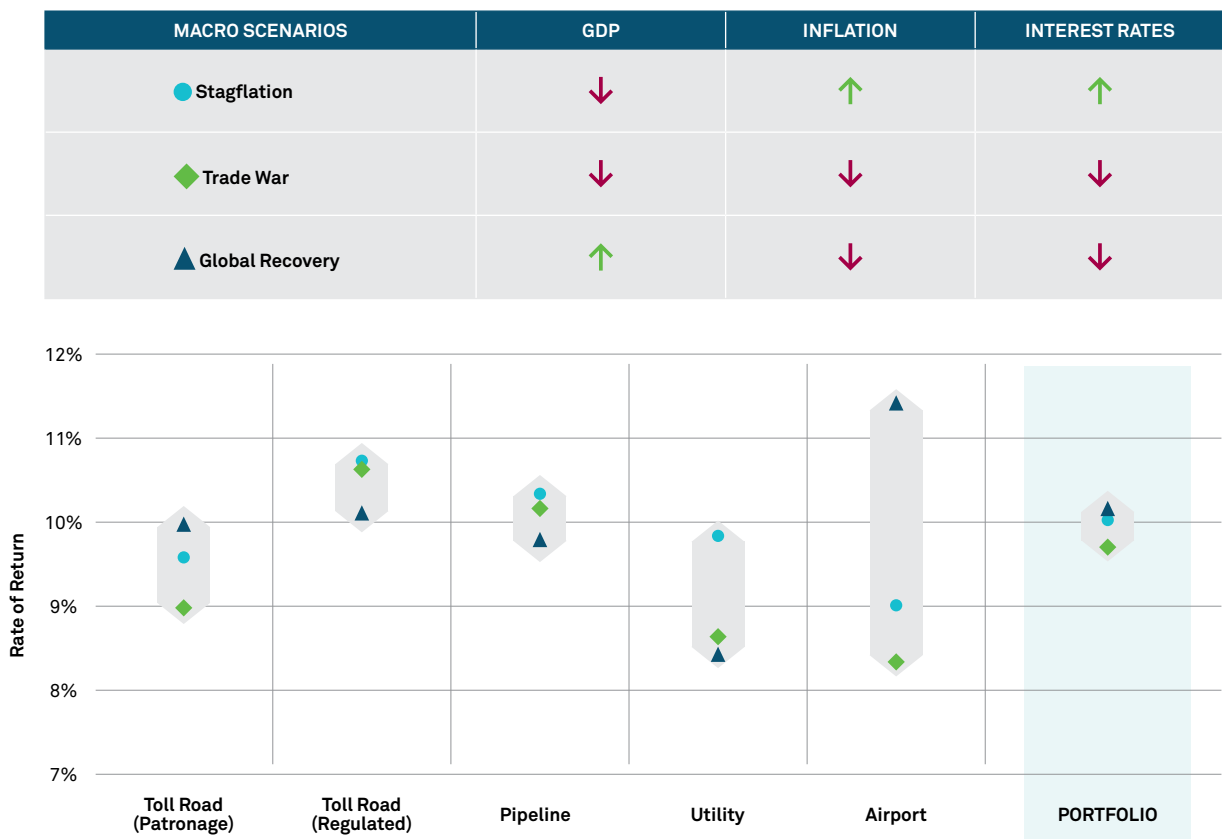 MACRO SCENARIOS GDP INFLATION INTEREST RATES
Stagflation
Trade War
Global Recovery
12%
11%
10%
9%
8%
7%
Rate of Return
Toll Road
(Patronage)
Toll Road
(Regulated)
Pipeline
Utility
Airport
PORTFOLIO